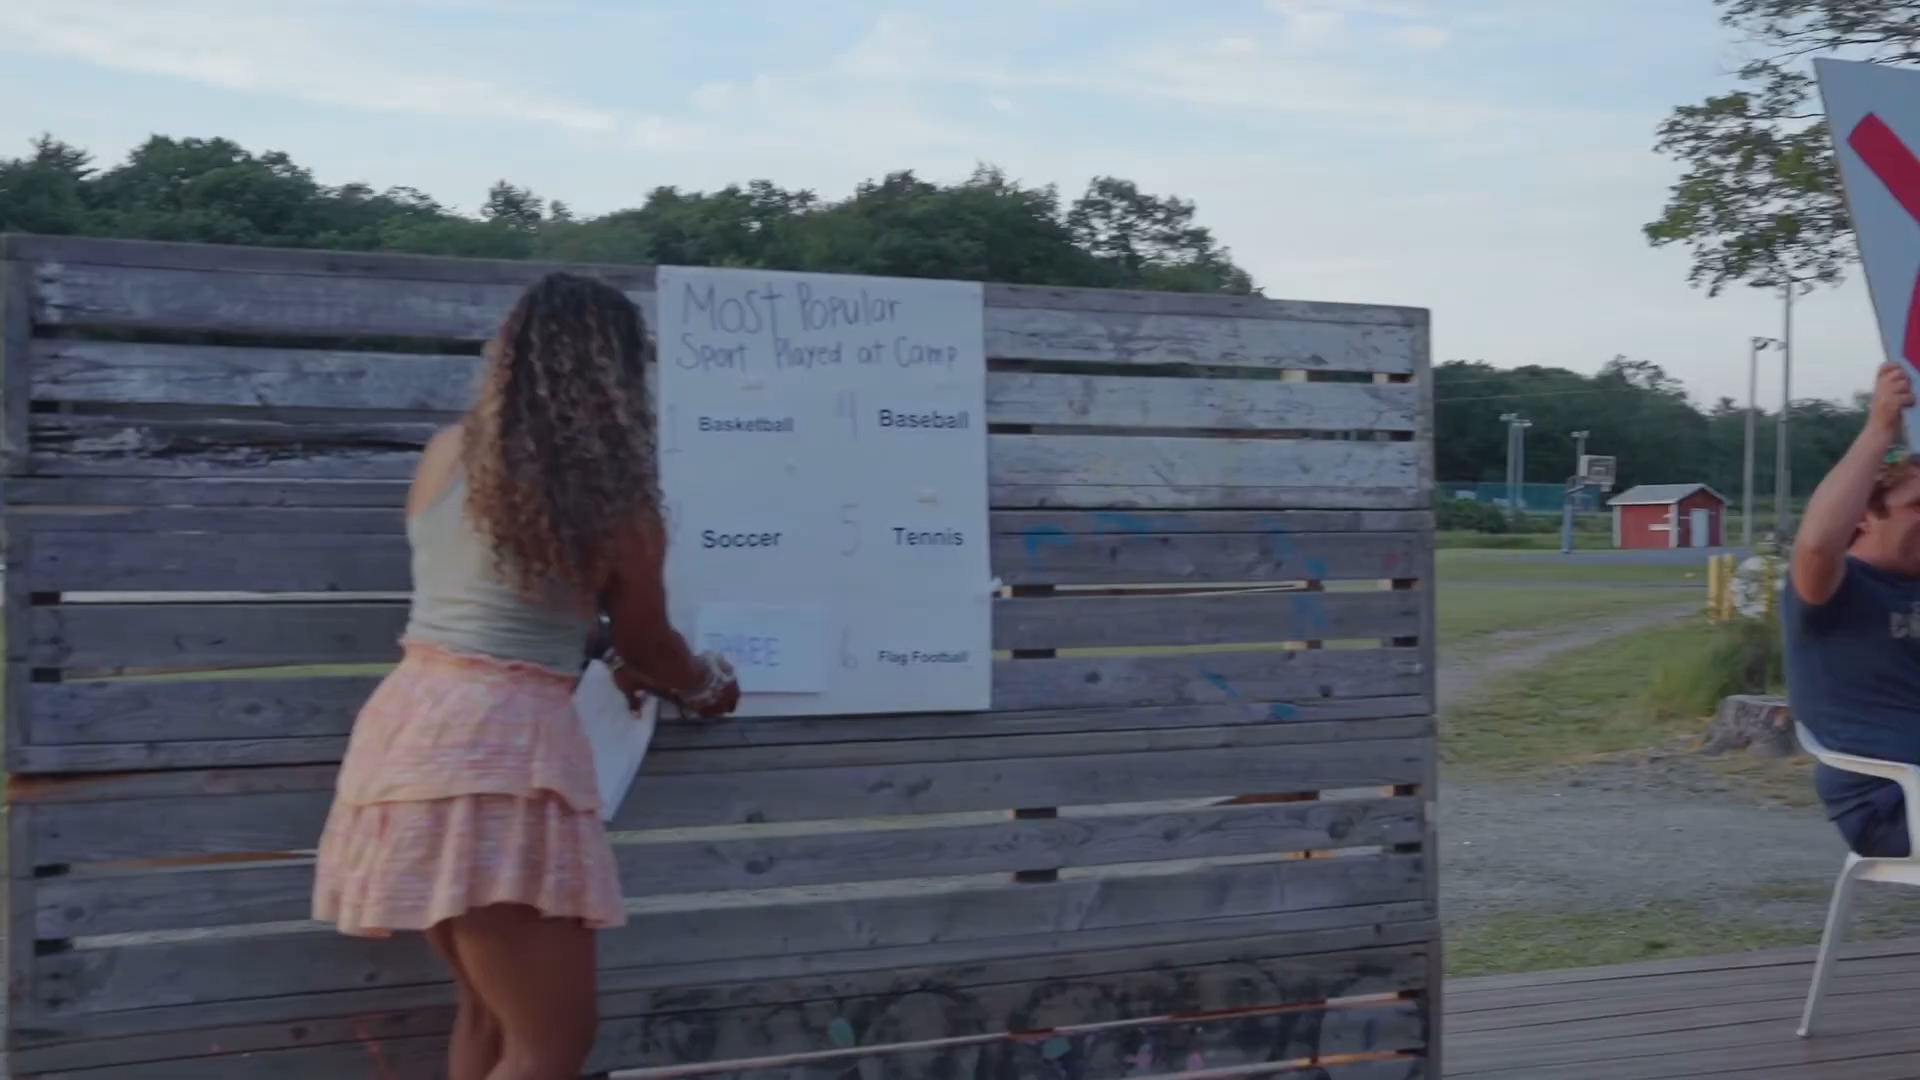 Most Popular
Sport Played at Camp
1 Basketball
4 Baseball
Soccer
5 Tennis
THREE
6 Flag Football